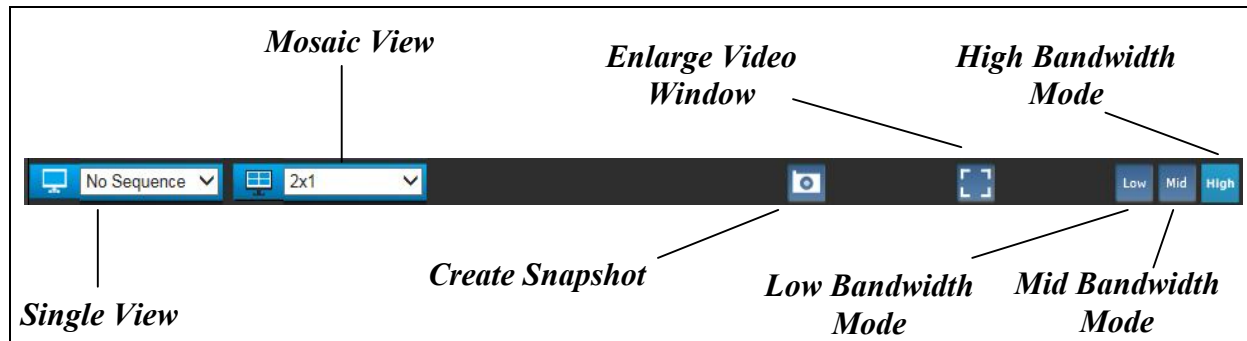 Mosaic View
Enlarge Video
Window
High Bandwidth
Mode
No Sequence
2x1
Low
Mid
High
Create Snapshot
Low Bandwidth
Mode
Mid Bandwidth
Mode
Single View